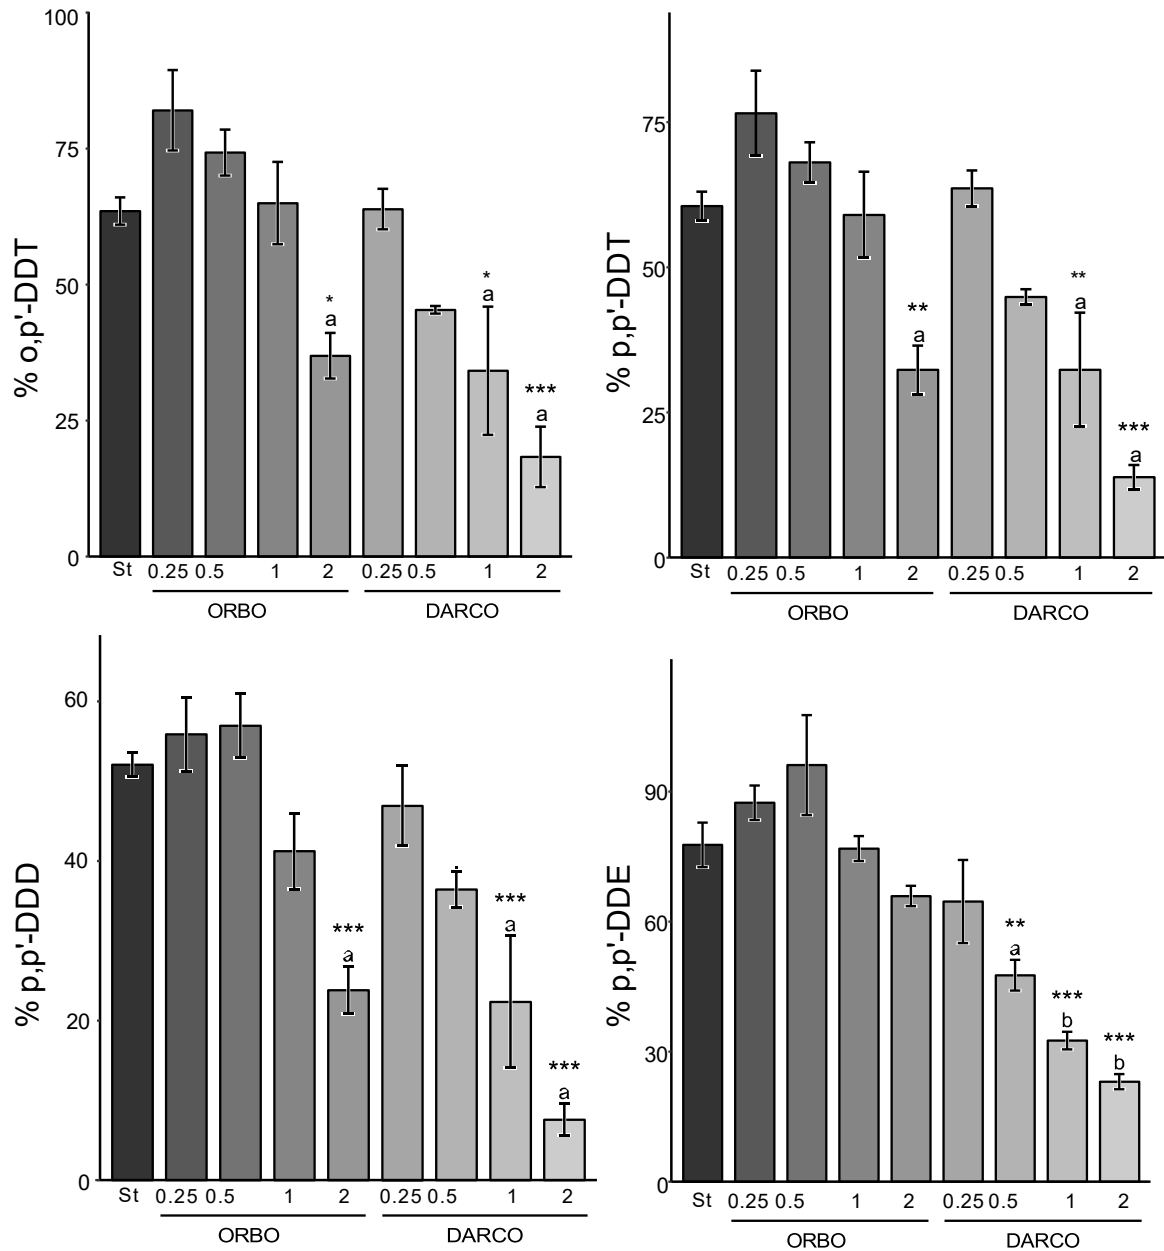 % o,p'-DDT
100
75
50
25
0
*
a
*
a
***
a
St 0.25 0.5 1 2 0.25 0.5 1 2
ORBO DARCO
% p,p'-DDT
75
50
25
0
**
a
**
a
***
a
St 0.25 0.5 1 2 0.25 0.5 1 2
ORBO DARCO
% p,p'-DDD
60
40
20
0
***
a
***
a
***
a
St 0.25 0.5 1 2 0.25 0.5 1 2
ORBO DARCO
% p,p'-DDE
90
60
30
0
**
a
***
b
***
b
St 0.25 0.5 1 2 0.25 0.5 1 2
ORBO DARCO